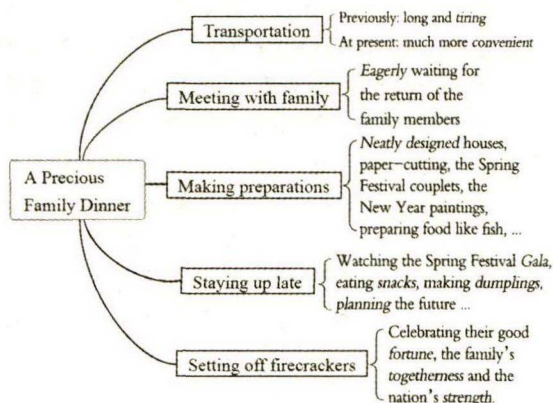 Transportation
Previously: long and tiring
At present: much more convenient
Meeting with family
Eagerly waiting for
the return of the
family members
A Precious
Family Dinner
Making preparations
Neatly designed houses,
paper-cutting, the Spring
Festival couplets, the
New Year paintings,
preparing food like fish, ...
Staying up late
Watching the Spring Festival Gala,
eating snacks, making dumplings,
planning the future ...
Setting off firecrackers
Celebrating their good
fortune, the family's
togetherness and the
nation's strength.